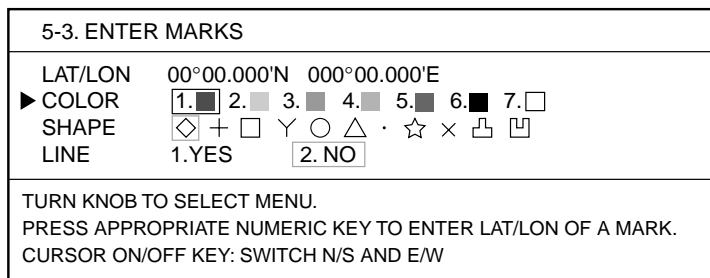 5-3. ENTER MARKS
LAT/LON 00°00.000'N 000°00.000'E
COLOR 1. 2. 3. 4. 5. 6. 7.
SHAPE
LINE 1.YES 2. NO
TURN KNOB TO SELECT MENU.
PRESS APPROPRIATE NUMERIC KEY TO ENTER LAT/LON OF A MARK.
CURSOR ON/OFF KEY: SWITCH N/S AND E/W